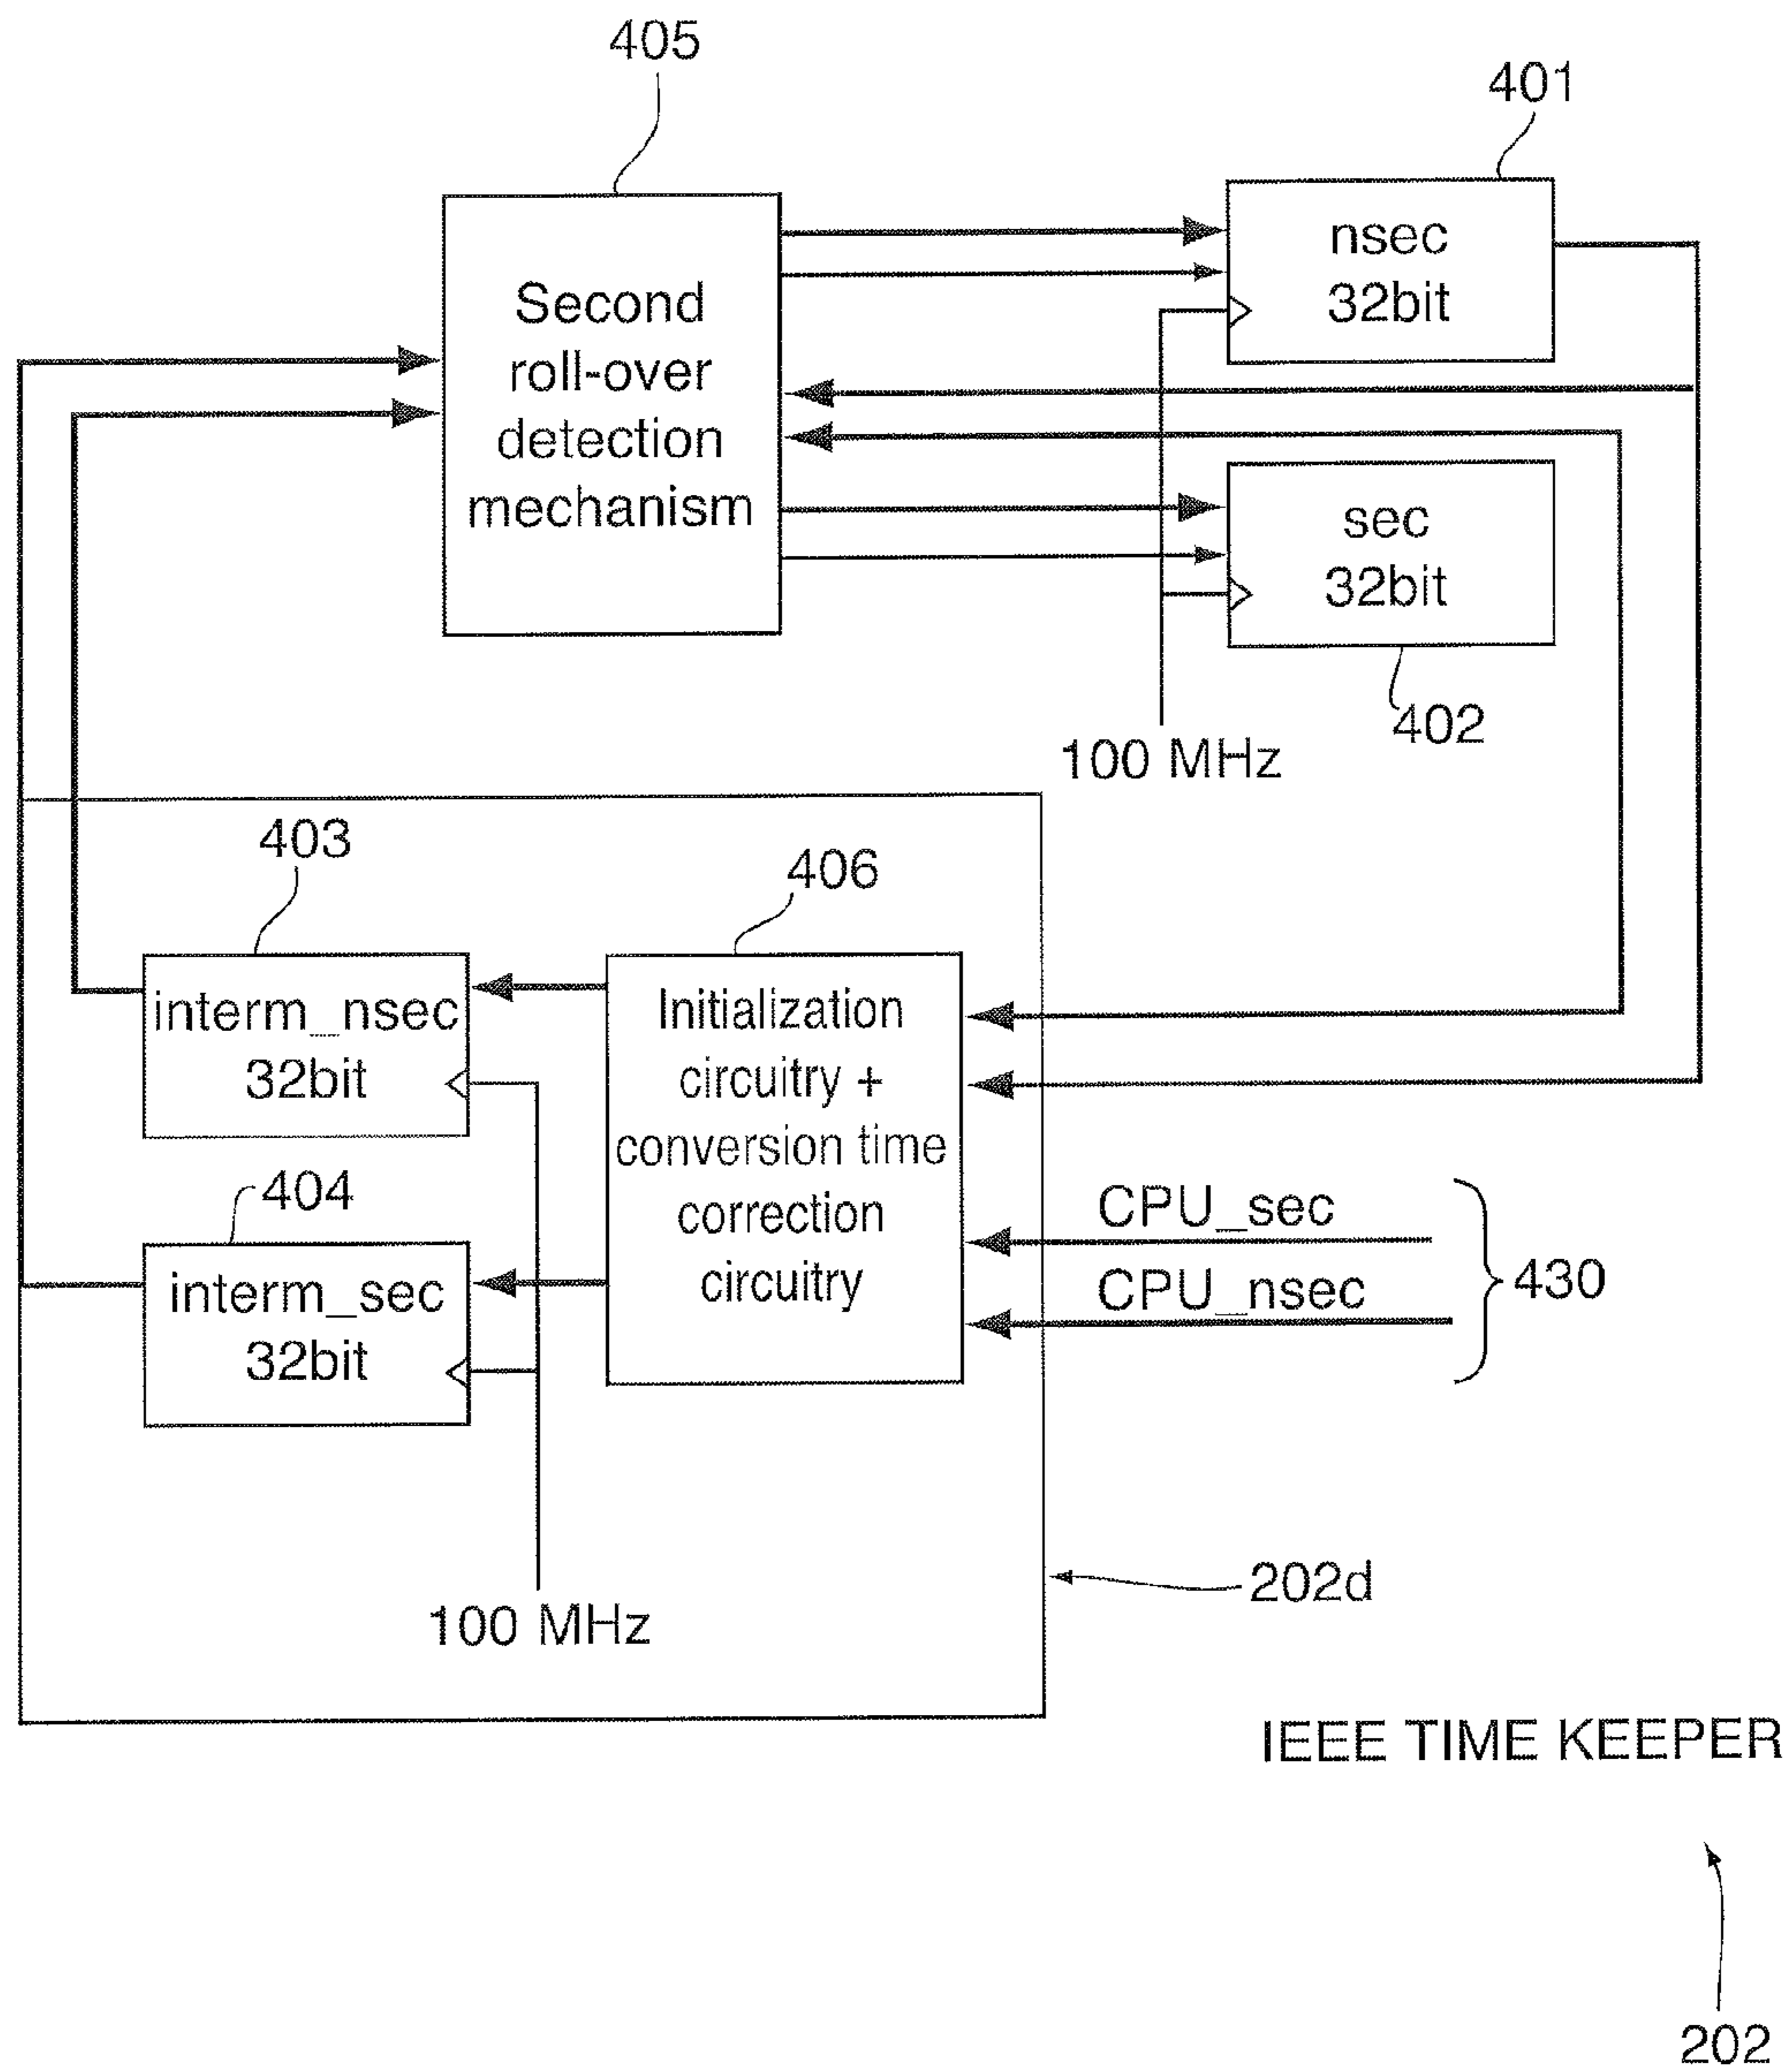 405
401
nsec
32bit
Second
roll-over
detection
mechanism
sec
32bit
402
100 MHz
403
406
interm_nsec
32bit
Initialization
circuitry +
conversion time
correction
circuitry
404
interm_sec
32bit
CPU_sec
CPU_nsec
430
202d
100 MHz
IEEE TIME KEEPER
202